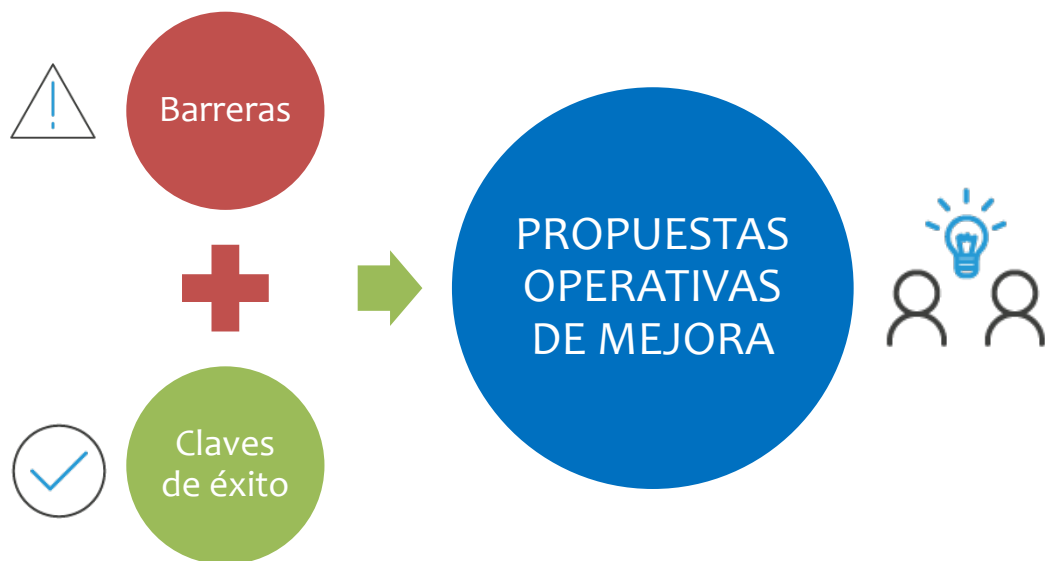 Barreras
PROPUESTAS
OPERATIVAS
DE MEJORA
Claves
de éxito